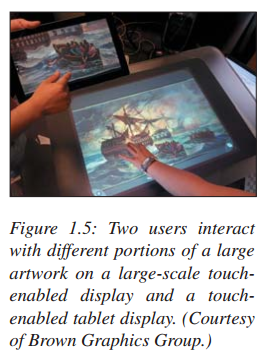 Figure 1.5: Two users interact
with different portions of a large
artwork on a large-scale touch-
enabled display and a touch-
enabled tablet display. (Courtesy
of Brown Graphics Group.)